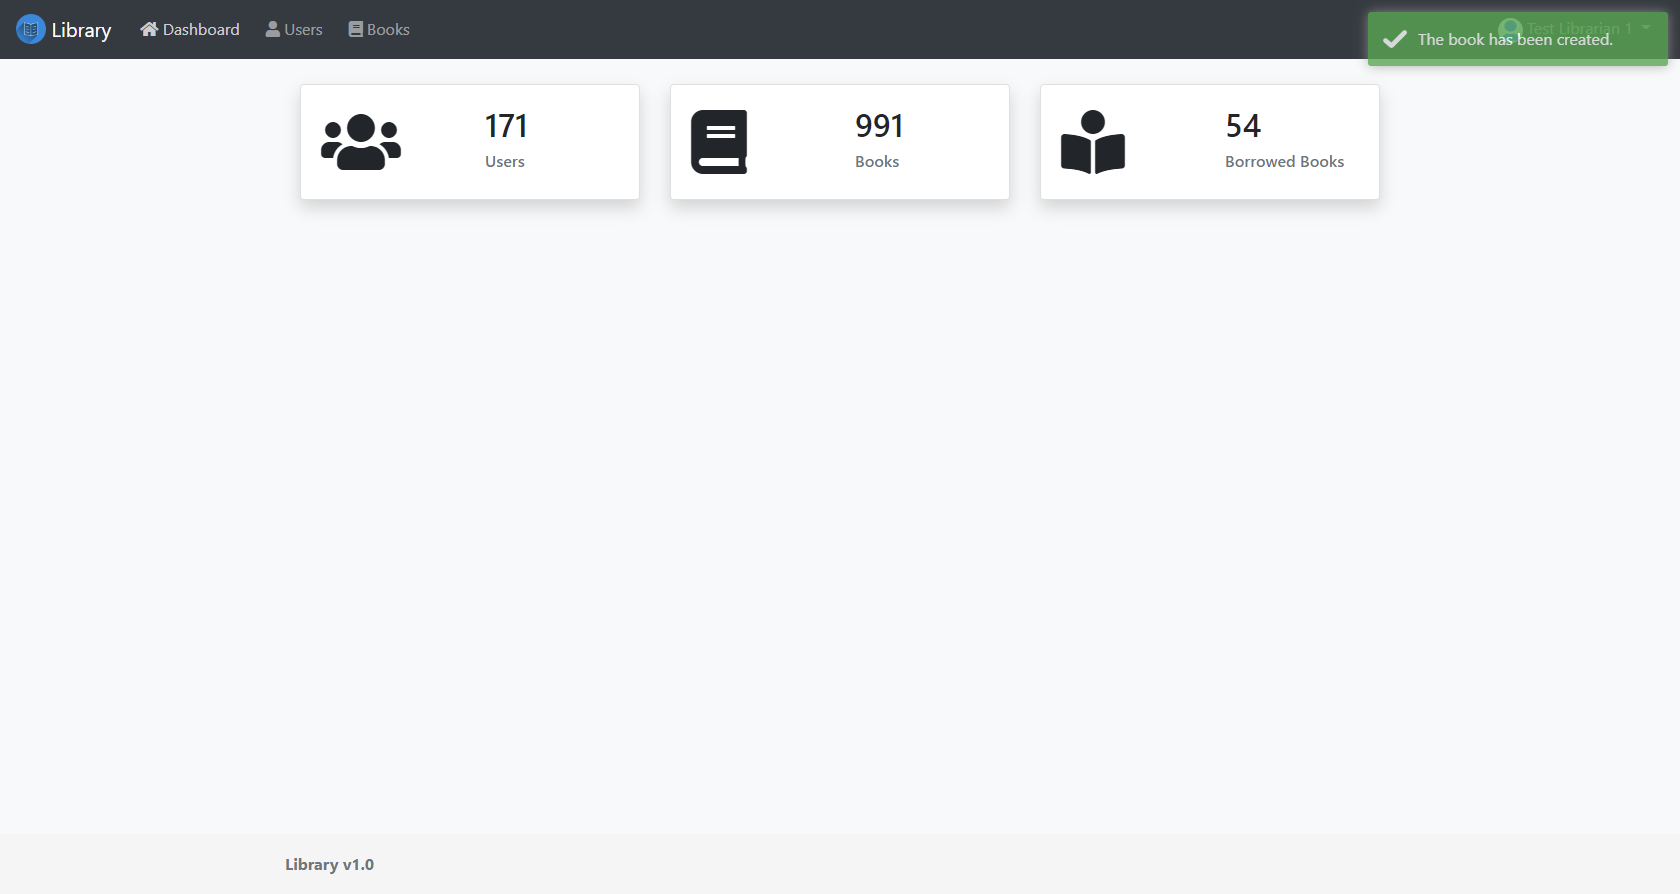 Library
Dashboard
Users
Books
Test Librarian 1
The book has been created.
171
Users
991
Books
54
Borrowed Books
Library v1.0